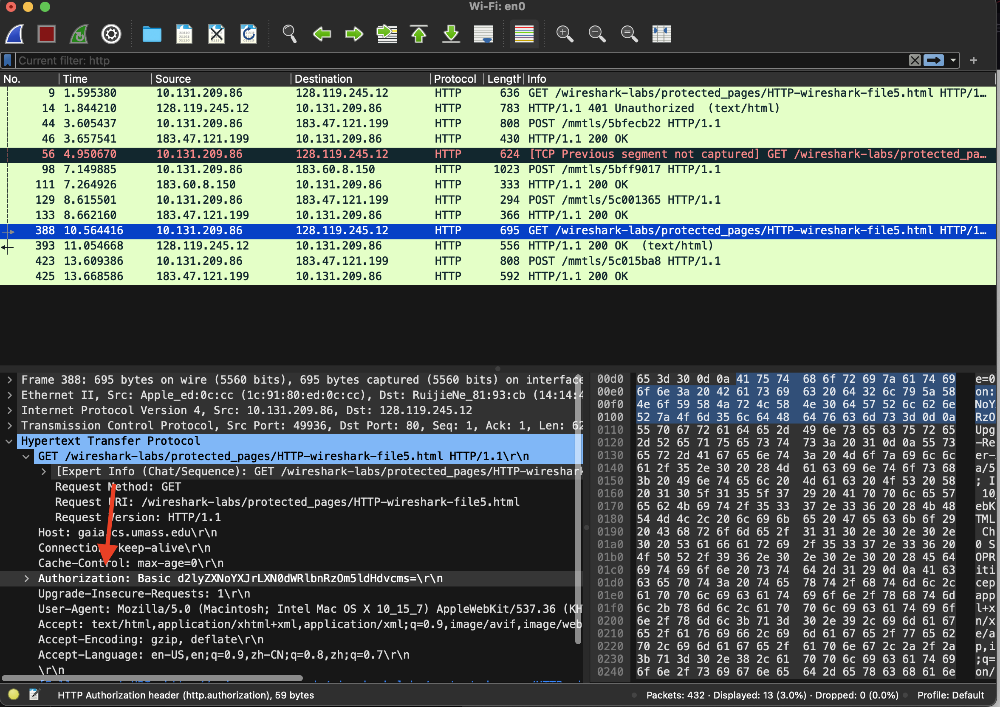 Wi-Fi: en0
Current filter: http
No. Time Source Destination Protocol Length Info
9 1.595380 10.131.209.86 128.119.245.12 HTTP 636 GET /wireshark-labs/protected_pages/HTTP-wireshark-file5.html HTTP/1…
14 1.844210 128.119.245.12 10.131.209.86 HTTP 783 HTTP/1.1 401 Unauthorized (text/html)
44 3.605437 10.131.209.86 183.47.121.199 HTTP 808 POST /mmtls/5bfecb22 HTTP/1.1
46 3.657541 183.47.121.199 10.131.209.86 HTTP 430 HTTP/1.1 200 OK
56 4.950670 10.131.209.86 128.119.245.12 HTTP 624 [TCP Previous segment not captured] GET /wireshark-labs/protected_pa…
98 7.149885 10.131.209.86 183.60.8.150 HTTP 1023 POST /mmtls/5bff9017 HTTP/1.1
111 7.264926 183.60.8.150 10.131.209.86 HTTP 333 HTTP/1.1 200 OK
129 8.615501 10.131.209.86 183.47.121.199 HTTP 294 POST /mmtls/5c001365 HTTP/1.1
133 8.662160 183.47.121.199 10.131.209.86 HTTP 366 HTTP/1.1 200 OK
388 10.564416 10.131.209.86 128.119.245.12 HTTP 695 GET /wireshark-labs/protected_pages/HTTP-wireshark-file5.html HTTP/1…
393 11.054668 128.119.245.12 10.131.209.86 HTTP 556 HTTP/1.1 200 OK (text/html)
423 13.609386 10.131.209.86 183.47.121.199 HTTP 808 POST /mmtls/5c015ba8 HTTP/1.1
425 13.668586 183.47.121.199 10.131.209.86 HTTP 592 HTTP/1.1 200 OK
Frame 388: 695 bytes on wire (5560 bits), 695 bytes captured (5560 bits) on interface
Ethernet II, Src: Apple_ed:0c:cc (1c:91:80:ed:0c:cc), Dst: RuijieNe_81:93:cb (14:14:4
Internet Protocol Version 4, Src: 10.131.209.86, Dst: 128.119.245.12
Transmission Control Protocol, Src Port: 49936, Dst Port: 80, Seq: 1, Ack: 1, Len: 62
Hypertext Transfer Protocol
GET /wireshark-labs/protected_pages/HTTP-wireshark-file5.html HTTP/1.1\r\n
[Expert Info (Chat/Sequence): GET /wireshark-labs/protected_pages/HTTP-wireshark
Request Method: GET
Request URI: /wireshark-labs/protected_pages/HTTP-wireshark-file5.html
Request Version: HTTP/1.1
Host: gaia.cs.umass.edu\r\n
Connection: keep-alive\r\n
Cache-Control: max-age=0\r\n
Authorization: Basic d2lyZXNoYXJrLXN0dWRlbnRzOm5ldHdvcms=\r\n
Upgrade-Insecure-Requests: 1\r\n
User-Agent: Mozilla/5.0 (Macintosh; Intel Mac OS X 10_15_7) AppleWebKit/537.36 (KH
Accept: text/html,application/xhtml+xml,application/xml;q=0.9,image/avif,image/web
Accept-Encoding: gzip, deflate\r\n
Accept-Language: en-US,en;q=0.9,zh-CN;q=0.8,zh;q=0.7\r\n
\r\n
00d0 65 3d 30 0d 0a 41 75 74 68 6f 72 69 7a 61 74 69 e=0
00e0 6f 6e 3a 20 42 61 73 69 63 20 64 32 6c 79 5a 58 on:
00f0 4e 6f 59 58 4a 72 4c 58 4e 30 64 57 52 6c 62 6e NoY
0100 52 7a 4f 6d 35 6c 64 48 64 76 63 6d 73 3d 0d 0a RzO
0110 55 70 67 72 61 64 65 2d 49 6e 73 65 63 75 72 65 Upg
0120 2d 52 65 71 75 65 73 74 73 3a 20 31 0d 0a 55 73 -Re
0130 65 72 2d 41 67 65 6e 74 3a 20 4d 6f 7a 69 6c 6c er-
0140 61 2f 35 2e 30 20 28 4d 61 63 69 6e 74 6f 73 68 a/5
0150 3b 20 49 6e 74 65 6c 20 4d 61 63 20 4f 53 20 58 ; I
0160 20 31 30 5f 31 35 5f 37 29 20 41 70 70 6c 65 57 10
0170 65 62 4b 69 74 2f 35 33 37 2e 33 36 20 28 4b 48 ebK
0180 54 4d 4c 2c 20 6c 69 6b 65 20 47 65 63 6b 6f 29 TML
0190 20 43 68 72 6f 6d 65 2f 31 31 30 2e 30 2e 30 2e Ch
01a0 30 20 53 61 66 61 72 69 2f 35 33 37 2e 33 36 20 0 S
01b0 4f 50 52 2f 39 36 2e 30 2e 30 2e 30 20 28 45 64 OPR
01c0 69 74 69 6f 6e 20 73 74 64 2d 31 29 0d 0a 41 63 iti
01d0 63 65 70 74 3a 20 74 65 78 74 2f 68 74 6d 6c 2c cep
01e0 61 70 70 6c 69 63 61 74 69 6f 6e 2f 78 68 74 6d app
01f0 6c 2b 78 6d 6c 2c 61 70 70 6c 69 63 61 74 69 6f l+x
0200 6e 2f 78 6d 6c 3b 71 3d 30 2e 39 2c 69 6d 61 67 n/x
0210 65 2f 61 76 69 66 2c 69 6d 61 67 65 2f 77 65 62 e/a
0220 70 2c 69 6d 61 67 65 2f 61 70 6e 67 2c 2a 2f 2a p,i
0230 3b 71 3d 30 2e 38 2c 61 70 70 6c 69 63 61 74 69 ;q=
0240 6f 6e 2f 73 69 67 6e 65 64 2d 65 78 63 68 61 6e on/
HTTP Authorization header (http.authorization), 59 bytes
Packets: 432 · Displayed: 13 (3.0%) · Dropped: 0 (0.0%)
Profile: Default